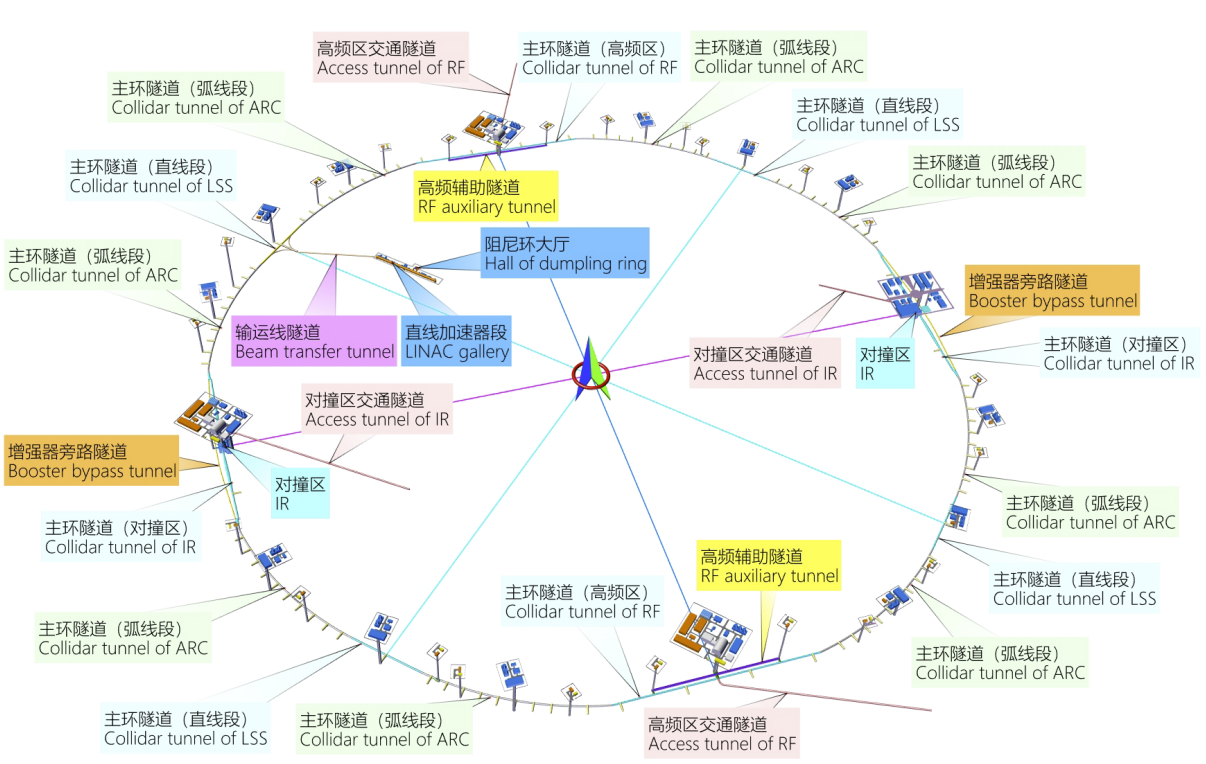 高频区交通隧道
Access tunnel of RF
主环隧道（高频区）
Collidar tunnel of RF
主环隧道（弧线段）
Collidar tunnel of ARC
主环隧道（弧线段）
Collidar tunnel of ARC
主环隧道（直线段）
Collidar tunnel of LSS
主环隧道（直线段）
Collidar tunnel of LSS
主环隧道（弧线段）
Collidar tunnel of ARC
高频辅助隧道
RF auxiliary tunnel
阻尼环大厅
Hall of dumpling ring
主环隧道（弧线段）
Collidar tunnel of ARC
增强器旁路隧道
Booster bypass tunnel
输运线隧道
Beam transfer tunnel
直线加速器段
LINAC gallery
对撞区交通隧道
Access tunnel of IR
对撞区
IR
主环隧道（对撞区）
Collidar tunnel of IR
对撞区交通隧道
Access tunnel of IR
增强器旁路隧道
Booster bypass tunnel
对撞区
IR
主环隧道（弧线段）
Collidar tunnel of ARC
主环隧道（对撞区）
Collidar tunnel of IR
高频辅助隧道
RF auxiliary tunnel
主环隧道（高频区）
Collidar tunnel of RF
主环隧道（直线段）
Collidar tunnel of LSS
主环隧道（弧线段）
Collidar tunnel of ARC
主环隧道（弧线段）
Collidar tunnel of ARC
主环隧道（直线段）
Collidar tunnel of LSS
主环隧道（弧线段）
Collidar tunnel of ARC
高频区交通隧道
Access tunnel of RF